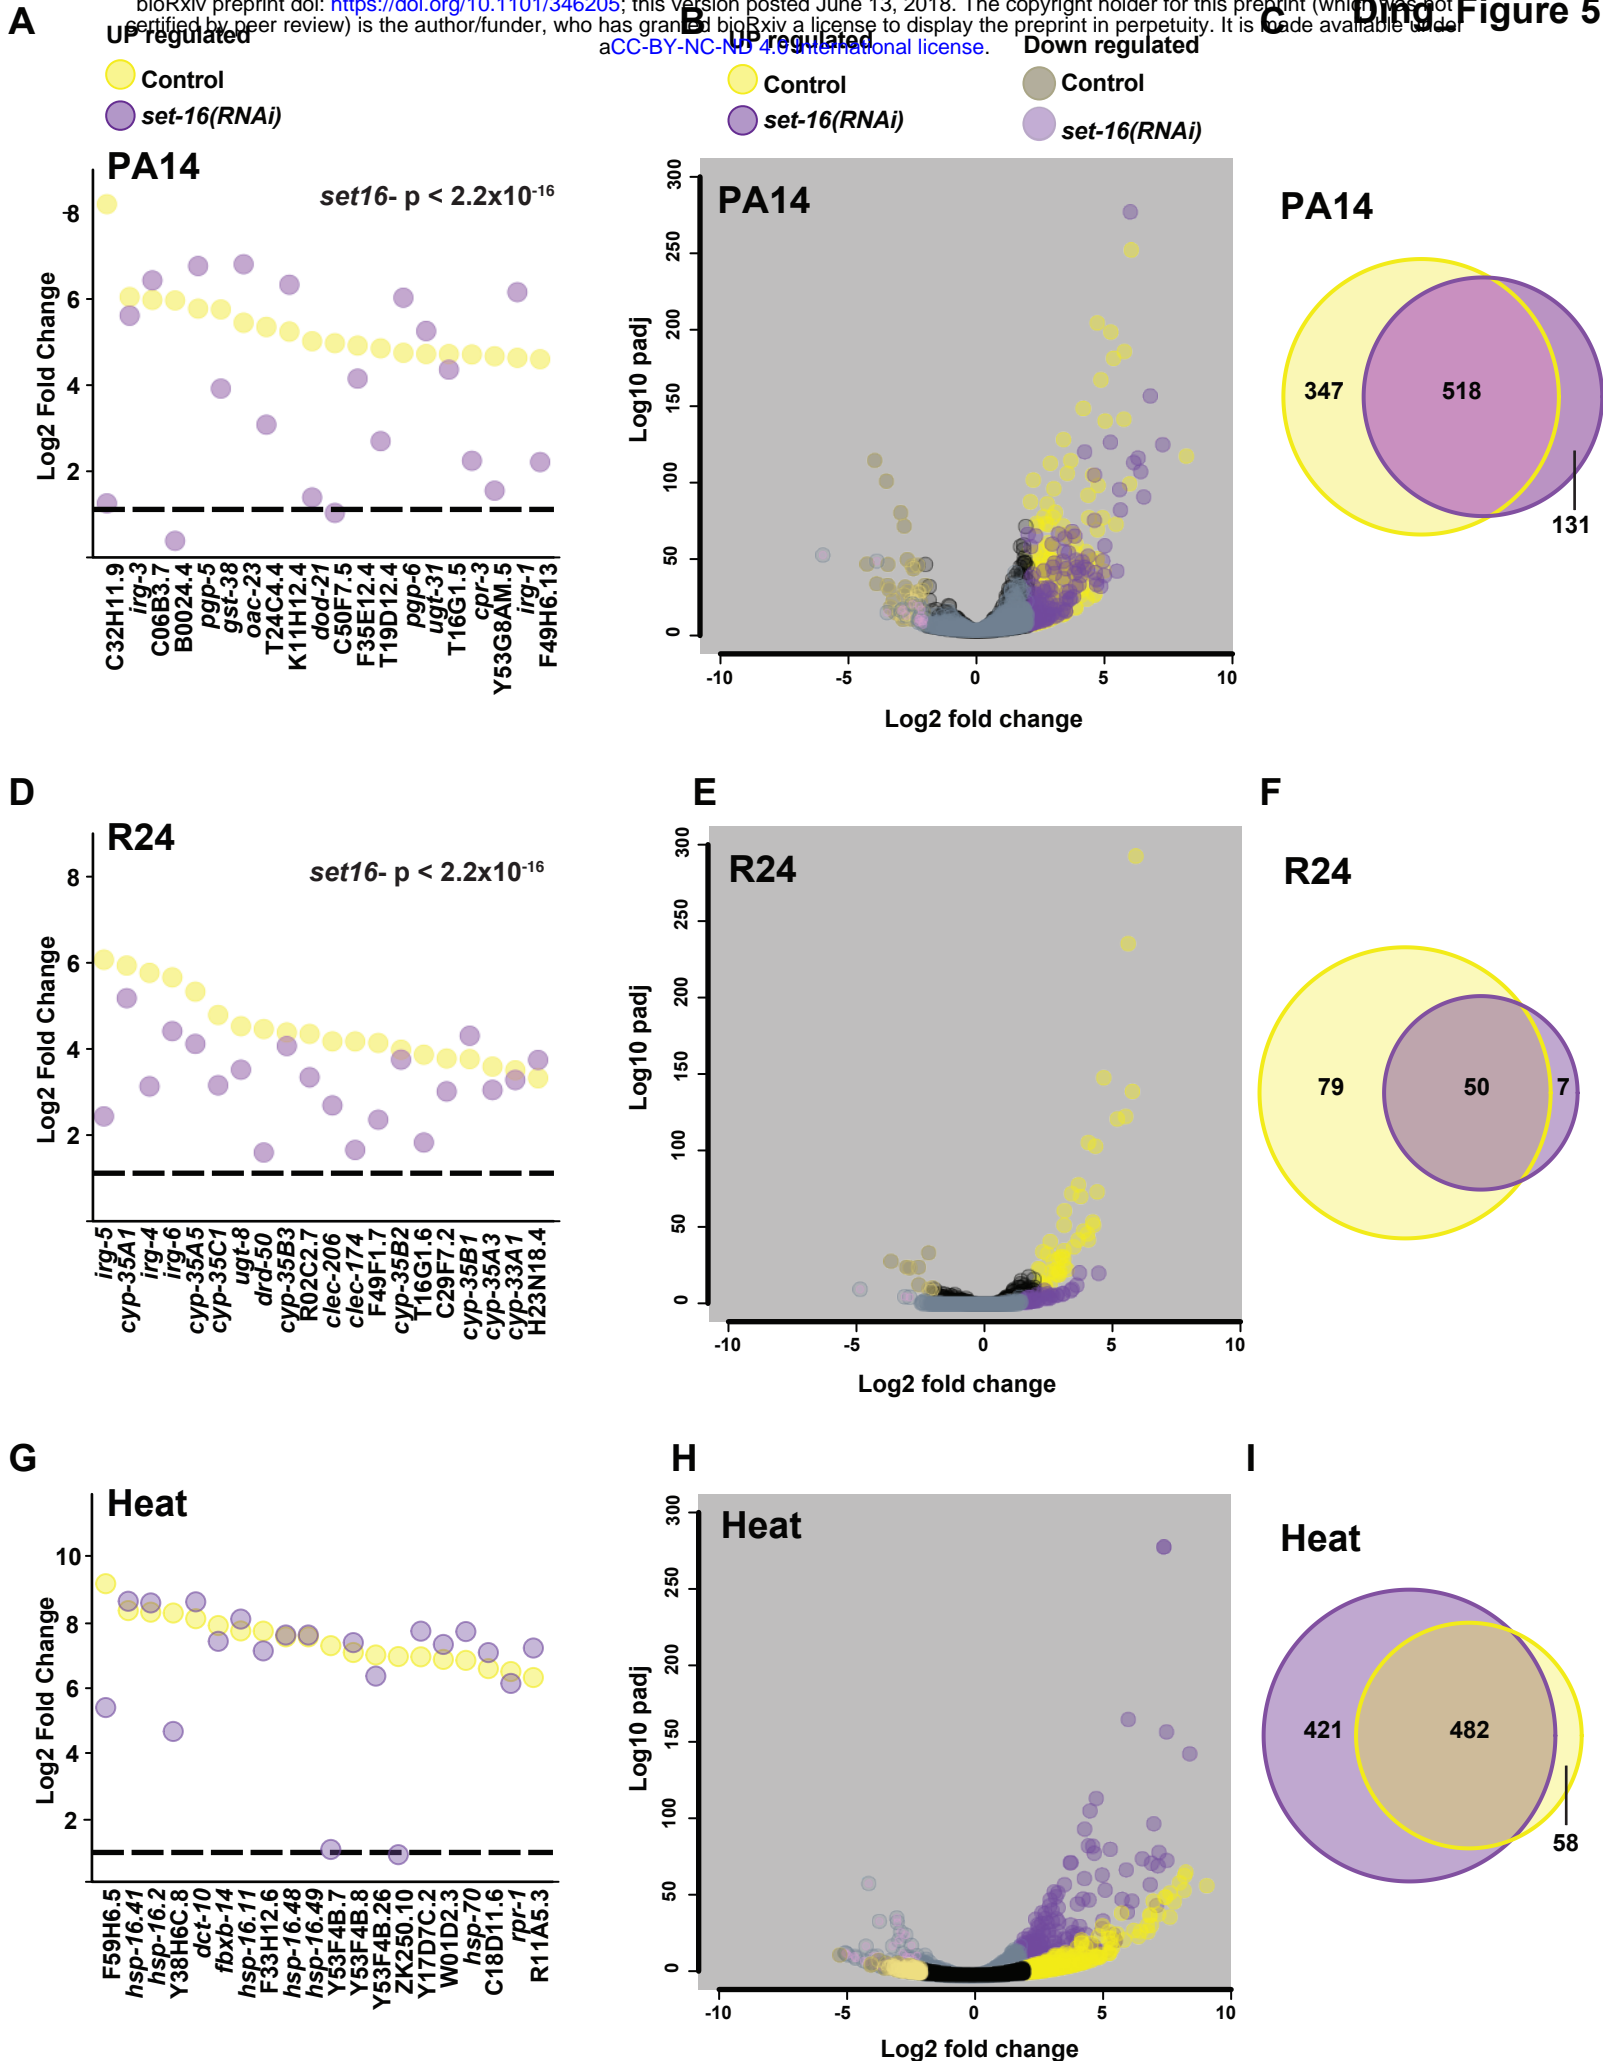 bioRxiv preprint doi: https://doi.org/10.1101/346205; this version posted June 13, 2018. The copyright holder for this preprint (which was not
certified by peer review) is the author/funder, who has granted bioRxiv a license to display the preprint in perpetuity. It is made available under
aCC-BY-NC-ND 4.0 International license.
Ding_Figure 5
A
UP regulated
Control
set-16(RNAi)
PA14
set16- p < 2.2x10-16
Log2 Fold Change
8
6
4
2
C32H11.9
irg-3
C06B3.7
B0024.4
pgp-5
gst-38
oac-23
T24C4.4
K11H12.4
dod-21
C50F7.5
F35E12.4
T19D12.4
pgp-6
ugt-31
T16G1.5
cpr-3
Y53G8AM.5
irg-1
F49H6.13
B
UP regulated
Control
set-16(RNAi)
Down regulated
Control
set-16(RNAi)
PA14
Log10 padj
300
250
200
150
100
50
0
-10
-5
0
5
10
Log2 fold change
C
PA14
347
518
131
D
R24
set16- p < 2.2x10-16
Log2 Fold Change
8
6
4
2
irg-5
cyp-35A1
irg-4
irg-6
cyp-35A5
cyp-35C1
ugt-8
drd-50
cyp-35B3
R02C2.7
clec-206
clec-174
F49F1.7
cyp-35B2
T16G1.6
C29F7.2
cyp-35B1
cyp-35A3
cyp-33A1
H23N18.4
E
R24
Log10 padj
300
250
200
150
100
50
0
-10
-5
0
5
10
Log2 fold change
F
R24
79
50
7
G
Heat
Log2 Fold Change
10
8
6
4
2
F59H6.5
hsp-16.41
hsp-16.2
Y38H6C.8
dct-10
fbxb-14
hsp-16.11
F33H12.6
hsp-16.48
hsp-16.49
Y53F4B.7
Y53F4B.8
Y53F4B.26
ZK250.10
Y17D7C.2
W01D2.3
hsp-70
C18D11.6
rpr-1
R11A5.3
H
Heat
Log10 padj
300
250
200
150
100
50
0
-10
-5
0
5
10
Log2 fold change
I
Heat
421
482
58